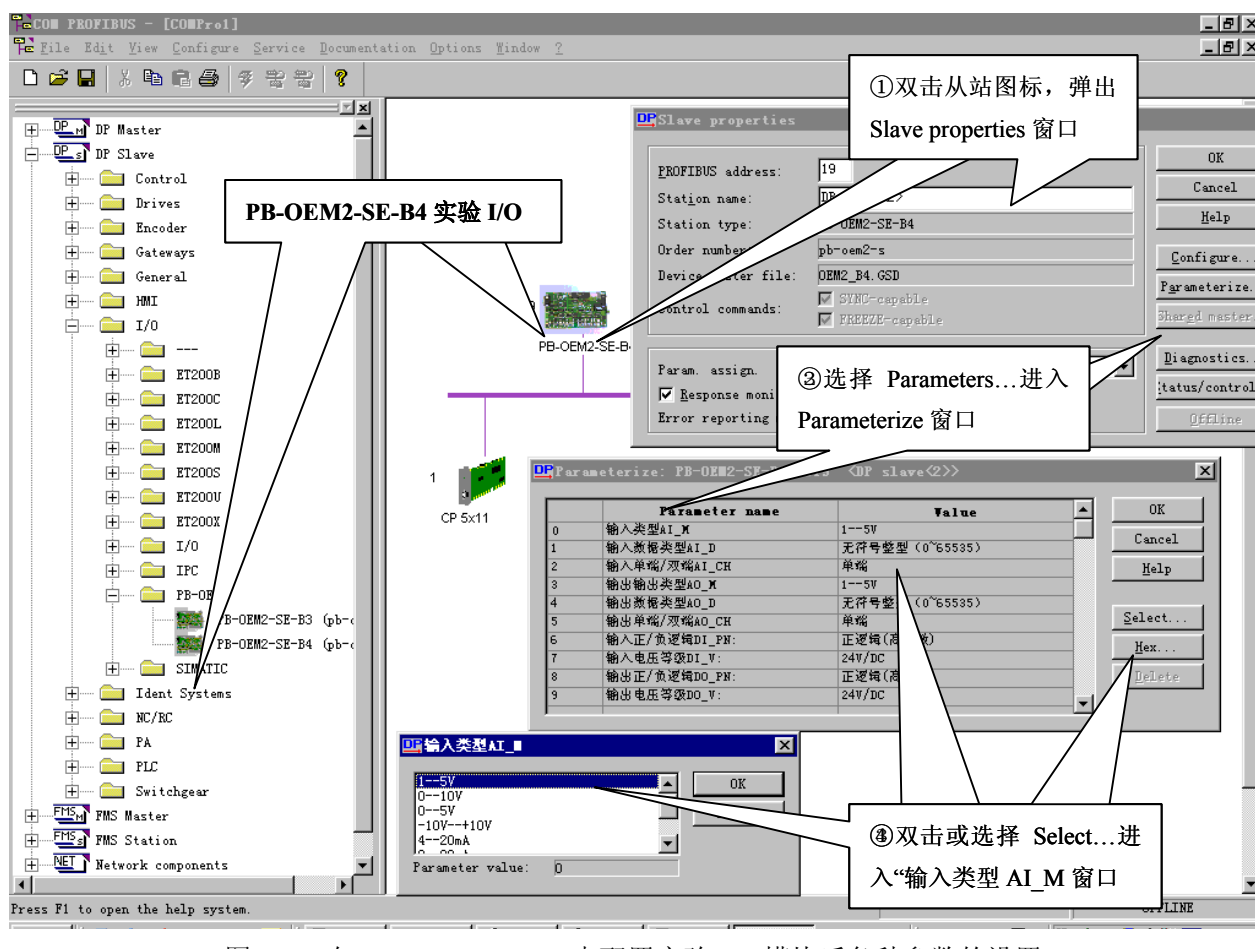 COM PROFIBUS - [COMPro1]
File Edit View Configure Service Documentation Options Window ?
DP Master
DP Slave
Control
Drives
Encoder
Gateways
General
HMI
I/O
---
ET200B
ET200C
ET200L
ET200M
ET200S
ET200U
ET200X
I/O
IPC
PB-OE
PB-OEM2-SE-B3 (pb-
PB-OEM2-SE-B4 (pb-
SIMATIC
Ident Systems
NC/RC
PA
PLC
Switchgear
FMS Master
FMS Station
Network components
PB-OEM2-SE-B4 实验 I/O
PB-OEM2-SE-B
1
CP 5x11
①双击从站图标，弹出
Slave properties 窗口
Slave properties
PROFIBUS address: 19
Station name:
Station type: -OEM2-SE-B4
Order number: pb-oem2-s
Device ter file: OEM2_B4.GSD
Control commands: SYNC-capable
FREEZE-capable
Param. assign.
Response moni
Error reporting
OK
Cancel
Help
Configure...
Parameterize.
Shared master
Diagnostics..
tatus/control
Offline
③选择 Parameters…进入
Parameterize 窗口
Parameterize: PB-OEM2-SE- <DP slave<2>>
Parameter name Value
0 输入类型AI_M 1--5V
1 输入数据类型AI_D 无符号整型（0~65535）
2 输入单端/双端AI_CH 单端
3 输出输出类型AO_M 1--5V
4 输出数据类型AO_D 无符号整 （0~65535）
5 输出单端/双端AO_CH 单端
6 输入正/负逻辑DI_PN: 正逻辑(高 效)
7 输入电压等级DI_V: 24V/DC
8 输出正/负逻辑DO_PN: 正逻辑(高
9 输出电压等级DO_V: 24V/DC
OK
Cancel
Help
Select...
Hex...
Delete
输入类型AI_M
1--5V
0--10V
0--5V
-10V--+10V
4--20mA
OK
Parameter value: 0
④双击或选择 Select…进
入“输入类型 AI_M 窗口
Press F1 to open the help system.
OFFLINE